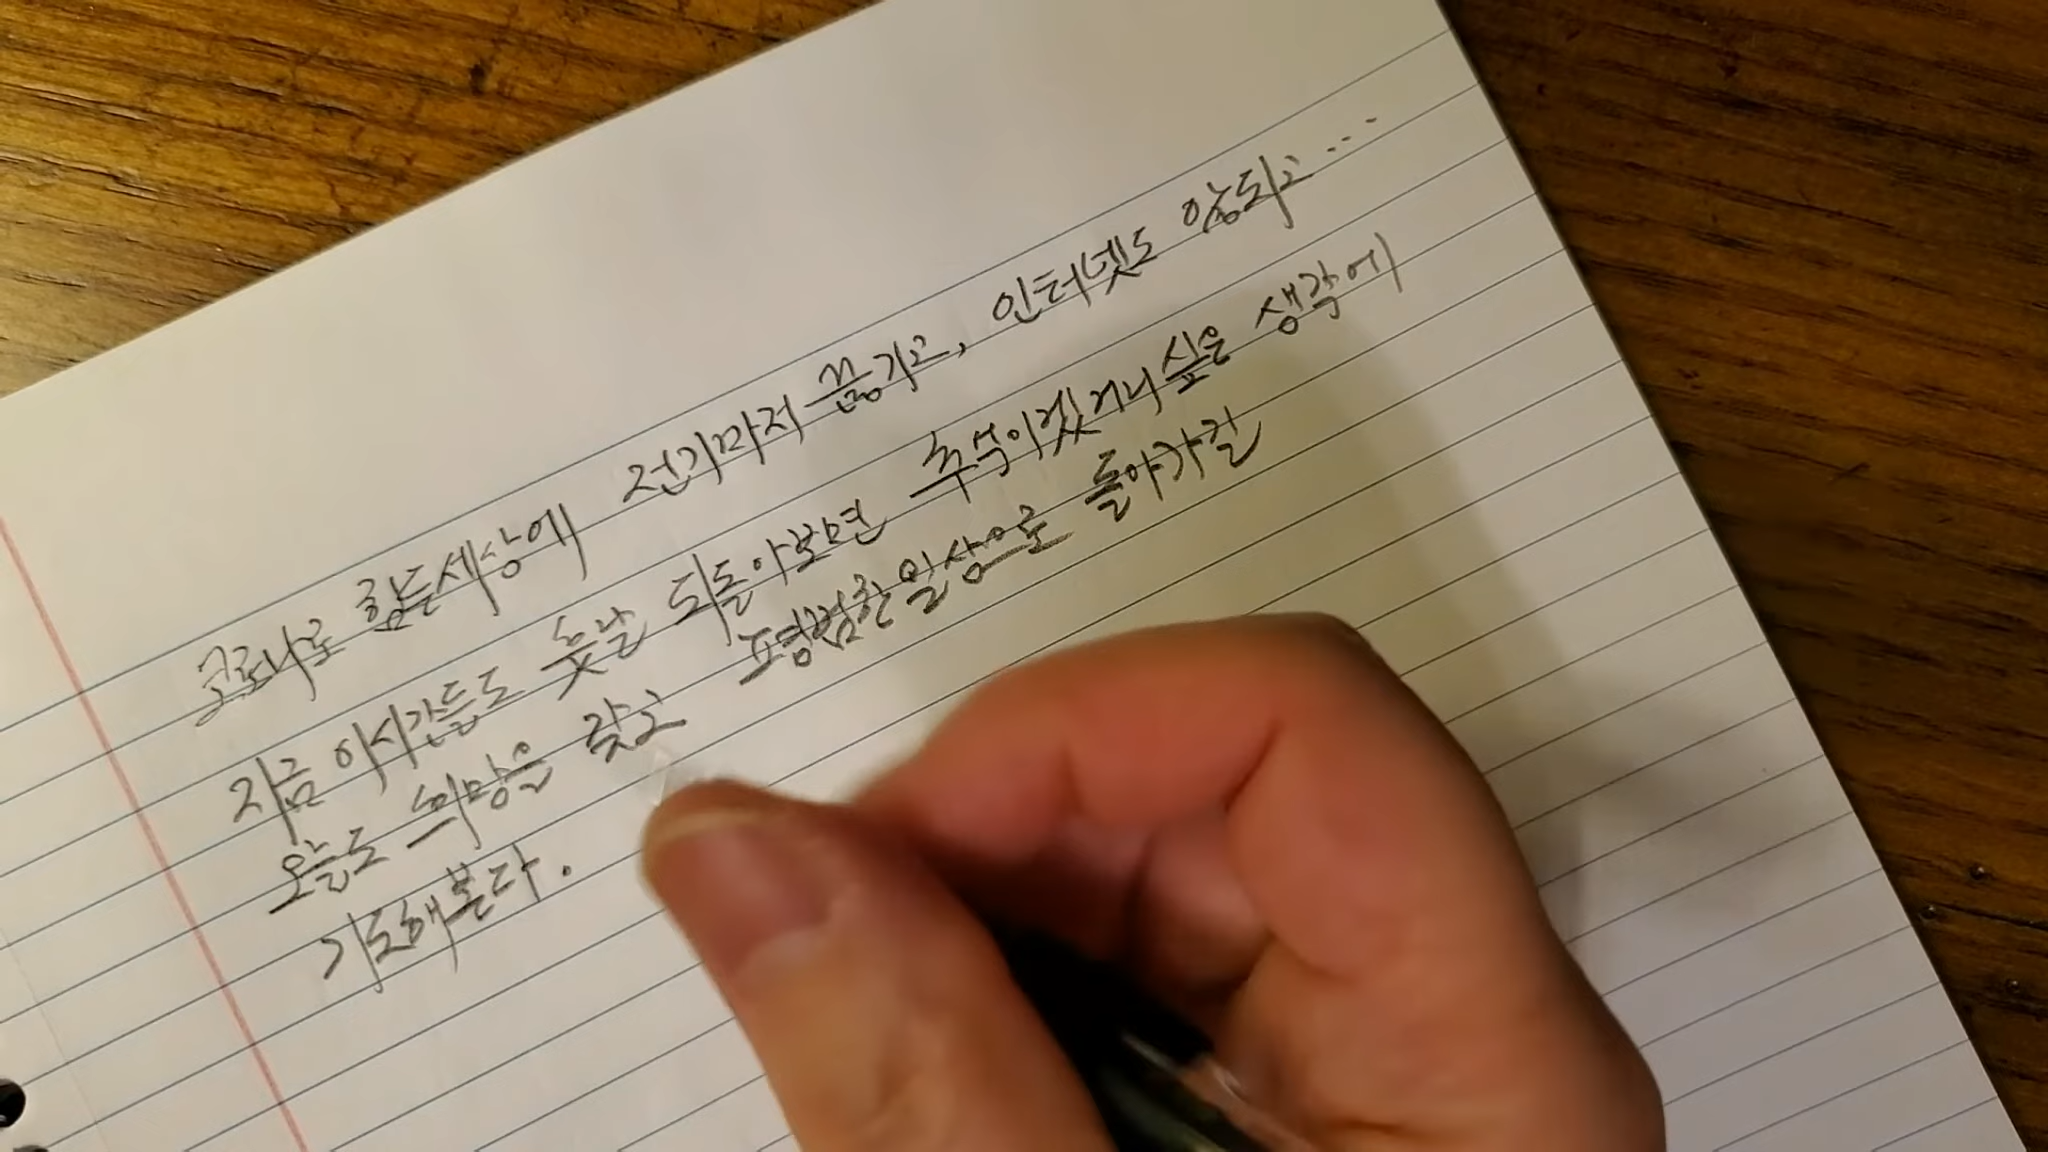 코로나로 힘든세상에 전기마저 끊기고, 인터넷도 안되고...
지금 이시간들도 훗날 되돌아보면 추억이겠거니 싶은 생각에
오늘도 희망을 갖고 평범한 일상으로 돌아가길
기도해본다.